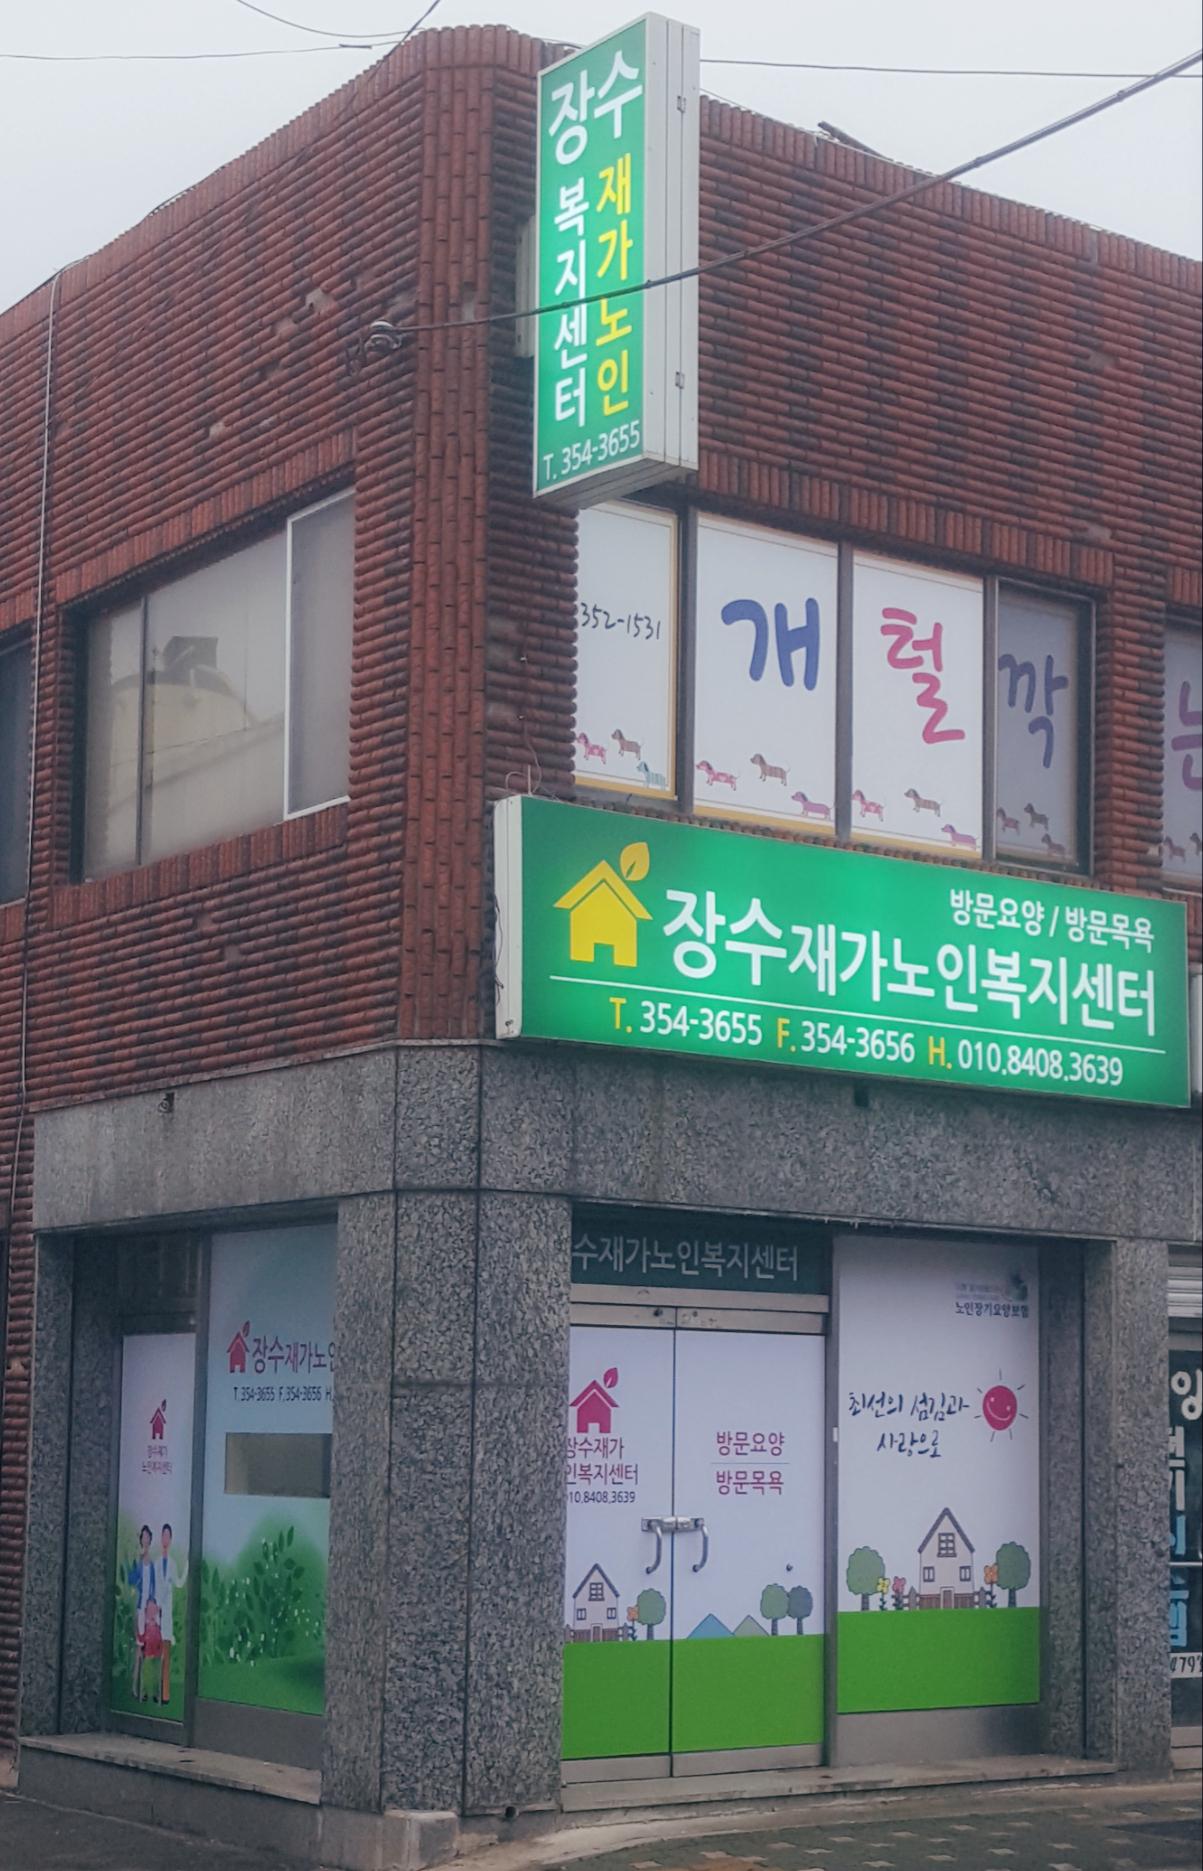 장수
재가노인
복지센터
T. 354-3655
352-1531
개 털 깍
방문요양 / 방문목욕
장수재가노인복지센터
T. 354-3655 F. 354-3656 H. 010.8408.3639
수재가노인복지센터
노인장기요양보험
장수재가노인
T. 354-3655 F. 354-3656 H.
장수재가
노인복지센터
장수재가
인복지센터
010.8408.3639
방문요양
방문목욕
최선의 섬김과
사랑으로